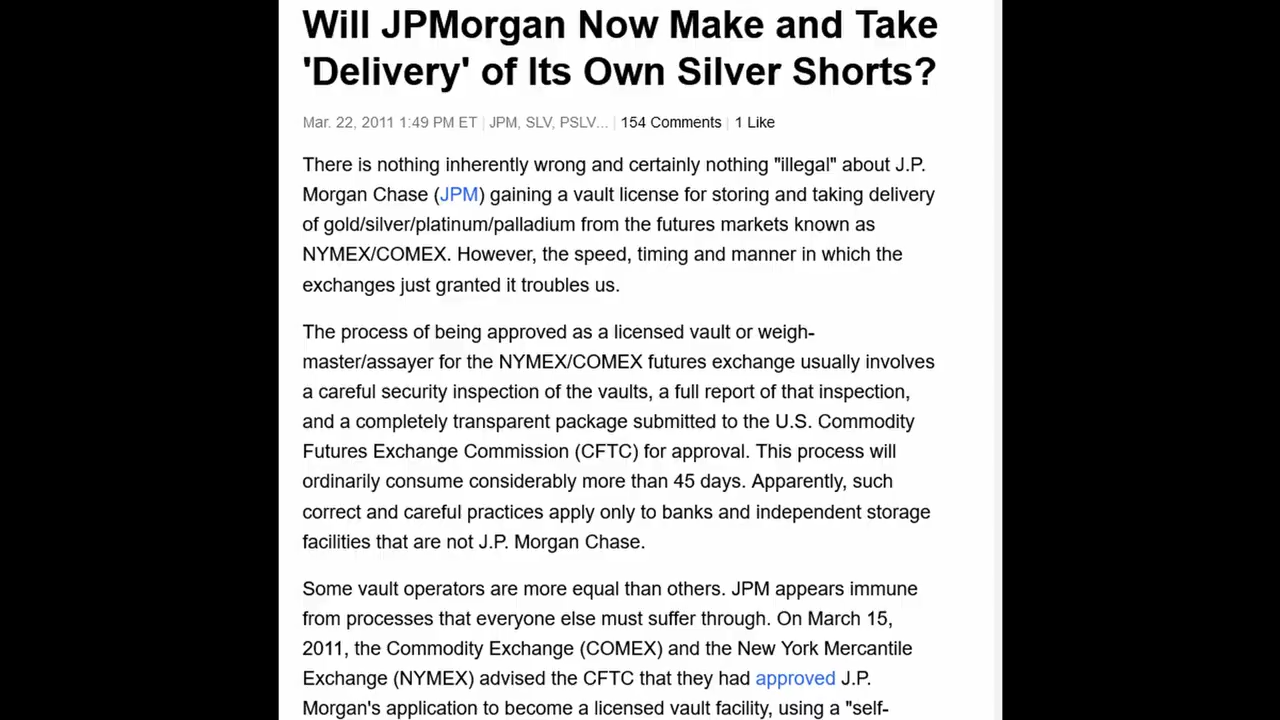 Will JPMorgan Now Make and Take
'Delivery' of Its Own Silver Shorts?
Mar. 22, 2011 1:49 PM ET | JPM, SLV, PSLV... | 154 Comments | 1 Like
There is nothing inherently wrong and certainly nothing "illegal" about J.P.
Morgan Chase (JPM) gaining a vault license for storing and taking delivery
of gold/silver/platinum/palladium from the futures markets known as
NYMEX/COMEX. However, the speed, timing and manner in which the
exchanges just granted it troubles us.
The process of being approved as a licensed vault or weigh-
master/assayer for the NYMEX/COMEX futures exchange usually involves
a careful security inspection of the vaults, a full report of that inspection,
and a completely transparent package submitted to the U.S. Commodity
Futures Exchange Commission (CFTC) for approval. This process will
ordinarily consume considerably more than 45 days. Apparently, such
correct and careful practices apply only to banks and independent storage
facilities that are not J.P. Morgan Chase.
Some vault operators are more equal than others. JPM appears immune
from processes that everyone else must suffer through. On March 15,
2011, the Commodity Exchange (COMEX) and the New York Mercantile
Exchange (NYMEX) advised the CFTC that they had approved J.P.
Morgan's application to become a licensed vault facility, using a "self-